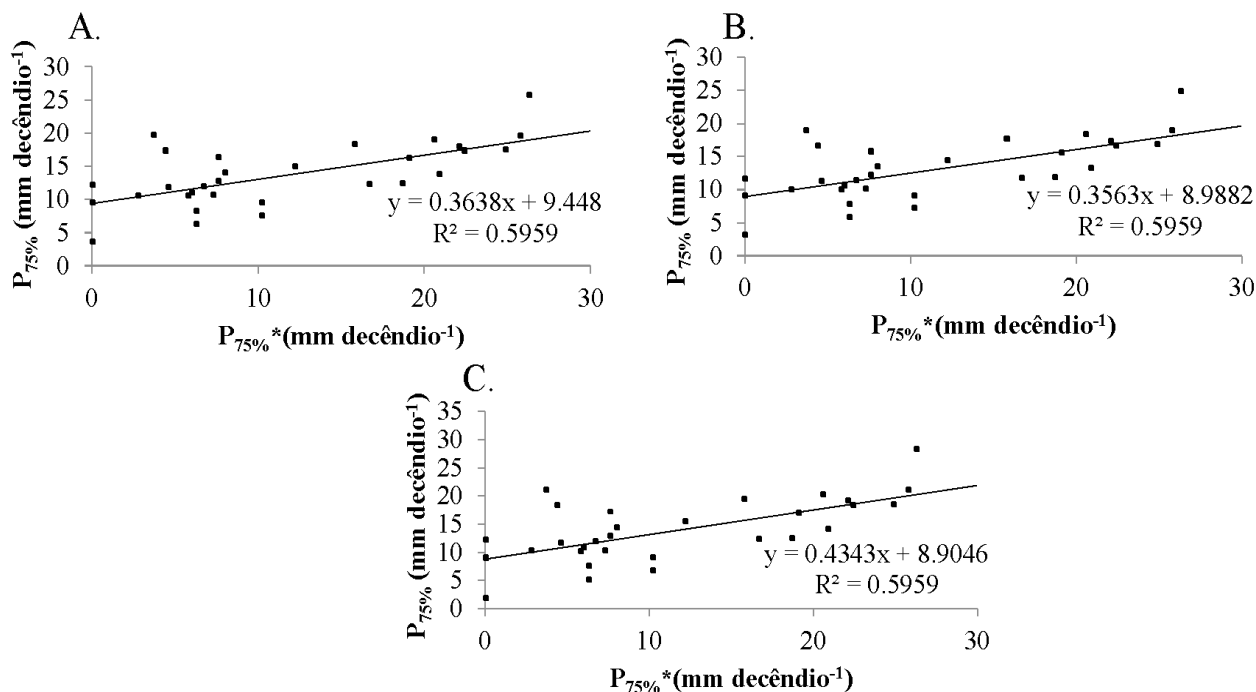 A.
P75% (mm decêndio-1)
30
25
20
15
10
5
0
y = 0.3638x + 9.448
R² = 0.5959
0 10 20 30
P75%*(mm decêndio-1)
B.
P75% (mm decêndio-1)
30
25
20
15
10
5
0
y = 0.3563x + 8.9882
R² = 0.5959
0 10 20 30
P75%*(mm decêndio-1)
C.
P75% (mm decêndio-1)
35
30
25
20
15
10
5
0
y = 0.4343x + 8.9046
R² = 0.5959
0 10 20 30
P75%*(mm decêndio-1)